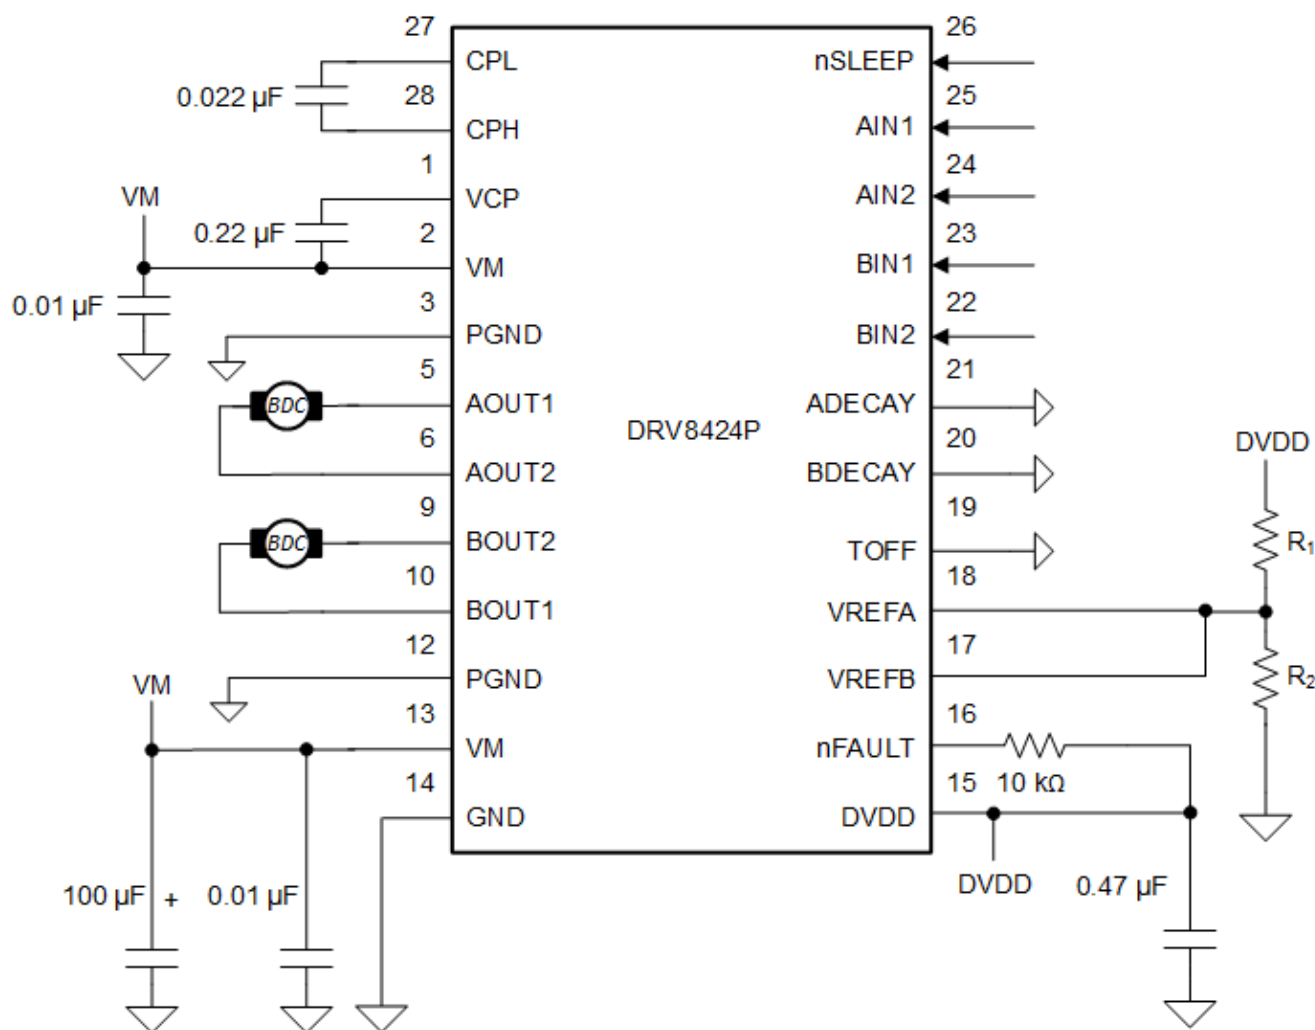 27
CPL
0.022 µF
28
CPH
1
VCP
VM
0.22 µF
2
VM
0.01 µF
3
PGND
5
BDC
AOUT1
6
AOUT2
9
BDC
BOUT2
10
BOUT1
12
PGND
VM
13
VM
14
GND
100 µF +
0.01 µF
DRV8424P
26
nSLEEP
25
AIN1
24
AIN2
23
BIN1
22
BIN2
21
ADECAY
20
BDECAY
19
TOFF
18
VREFA
17
VREFB
16
nFAULT
10 kΩ
15
DVDD
DVDD
0.47 µF
DVDD
R1
R2